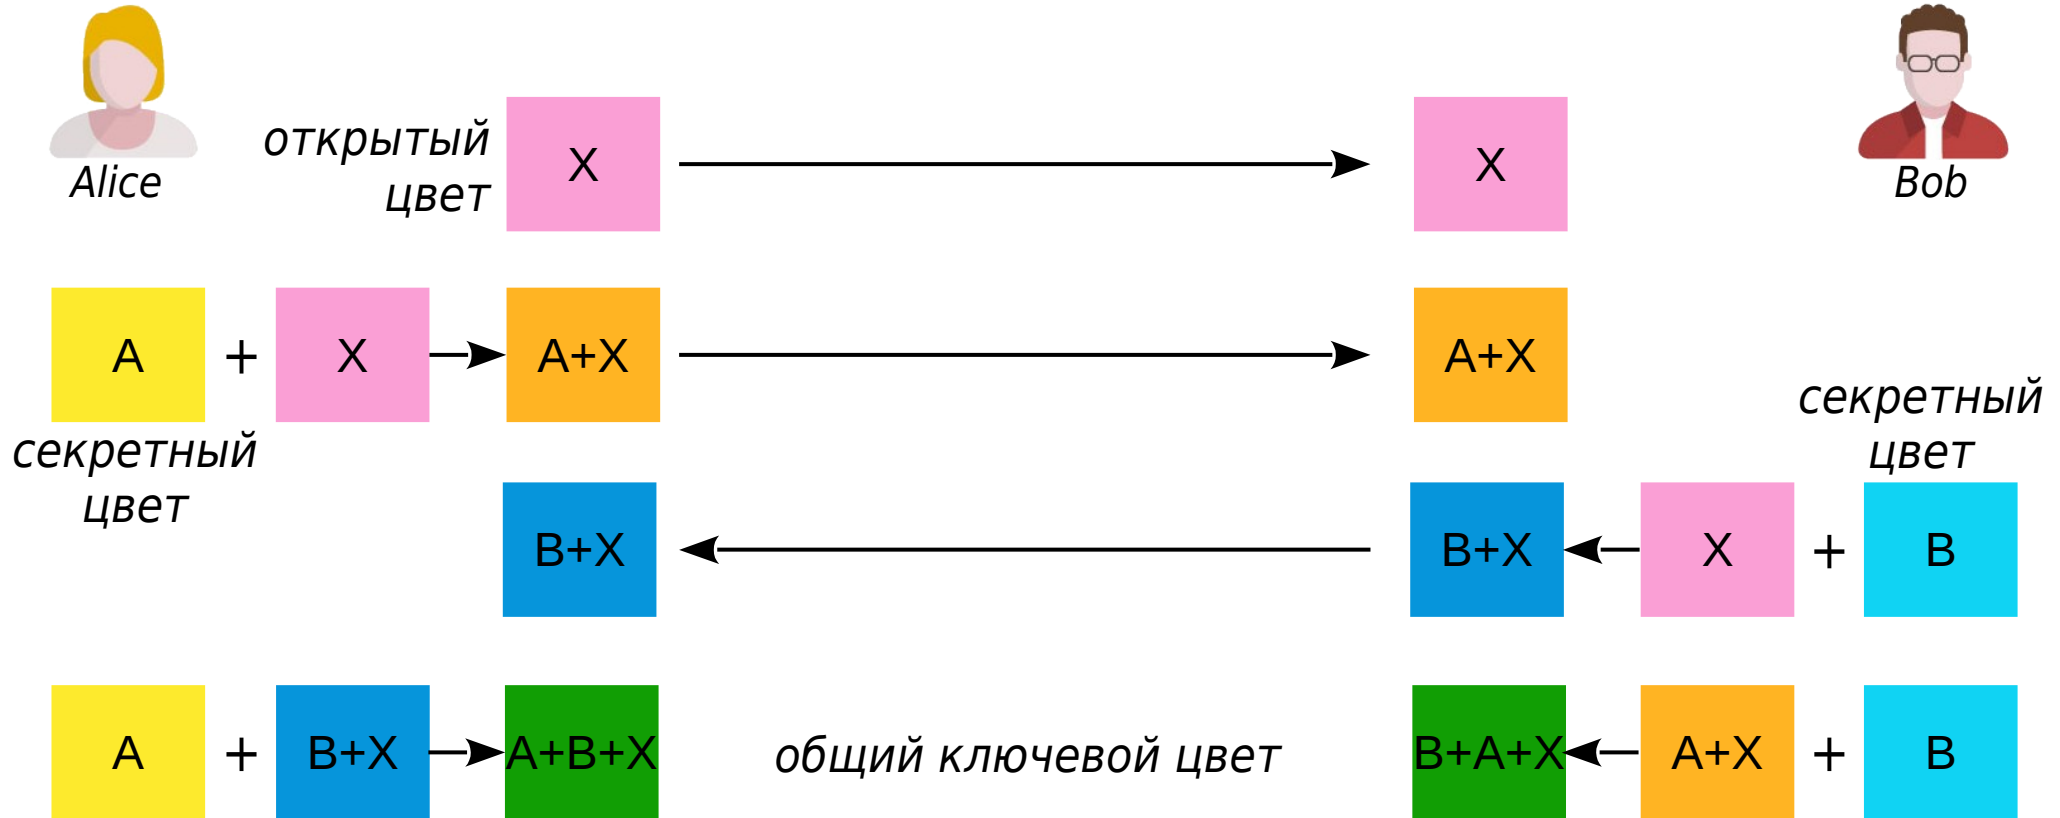 Alice
Bob
открытый
цвет
X
X
A + X A+X
A+X
секретный
цвет
секретный
цвет
B+X
B+X X + B
A + B+X A+B+X
общий ключевой цвет
B+A+X A+X + B